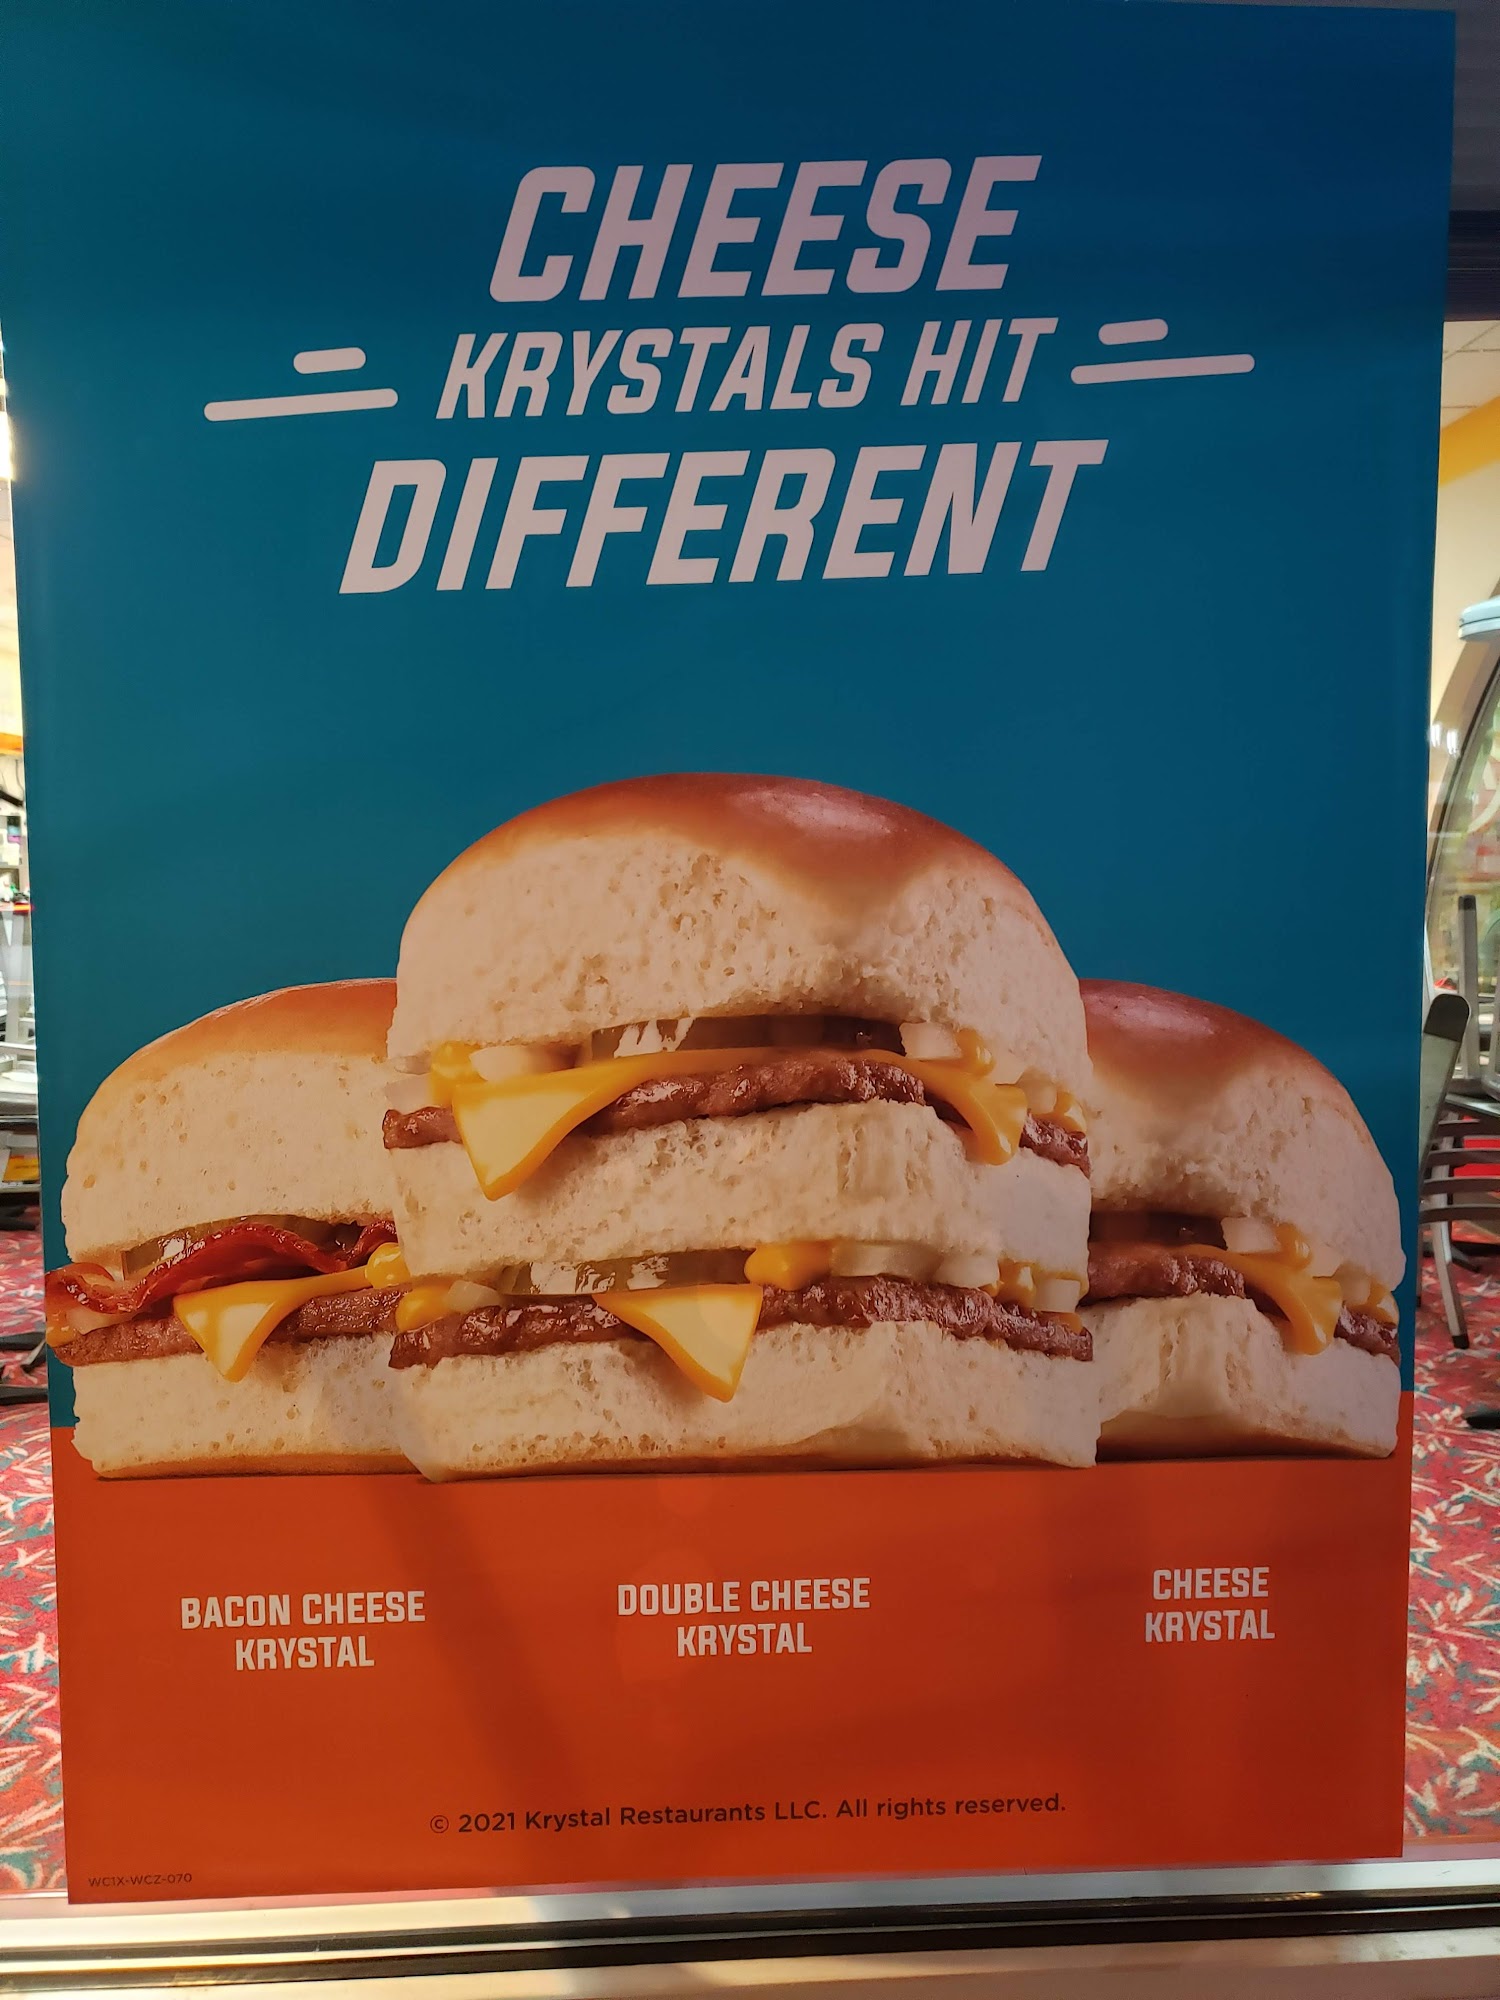 CHEESE
KRYSTALS HIT
DIFFERENT
BACON CHEESE
KRYSTAL
DOUBLE CHEESE
KRYSTAL
CHEESE
KRYSTAL
© 2021 Krystal Restaurants LLC. All rights reserved.
WC1X-WCZ-070